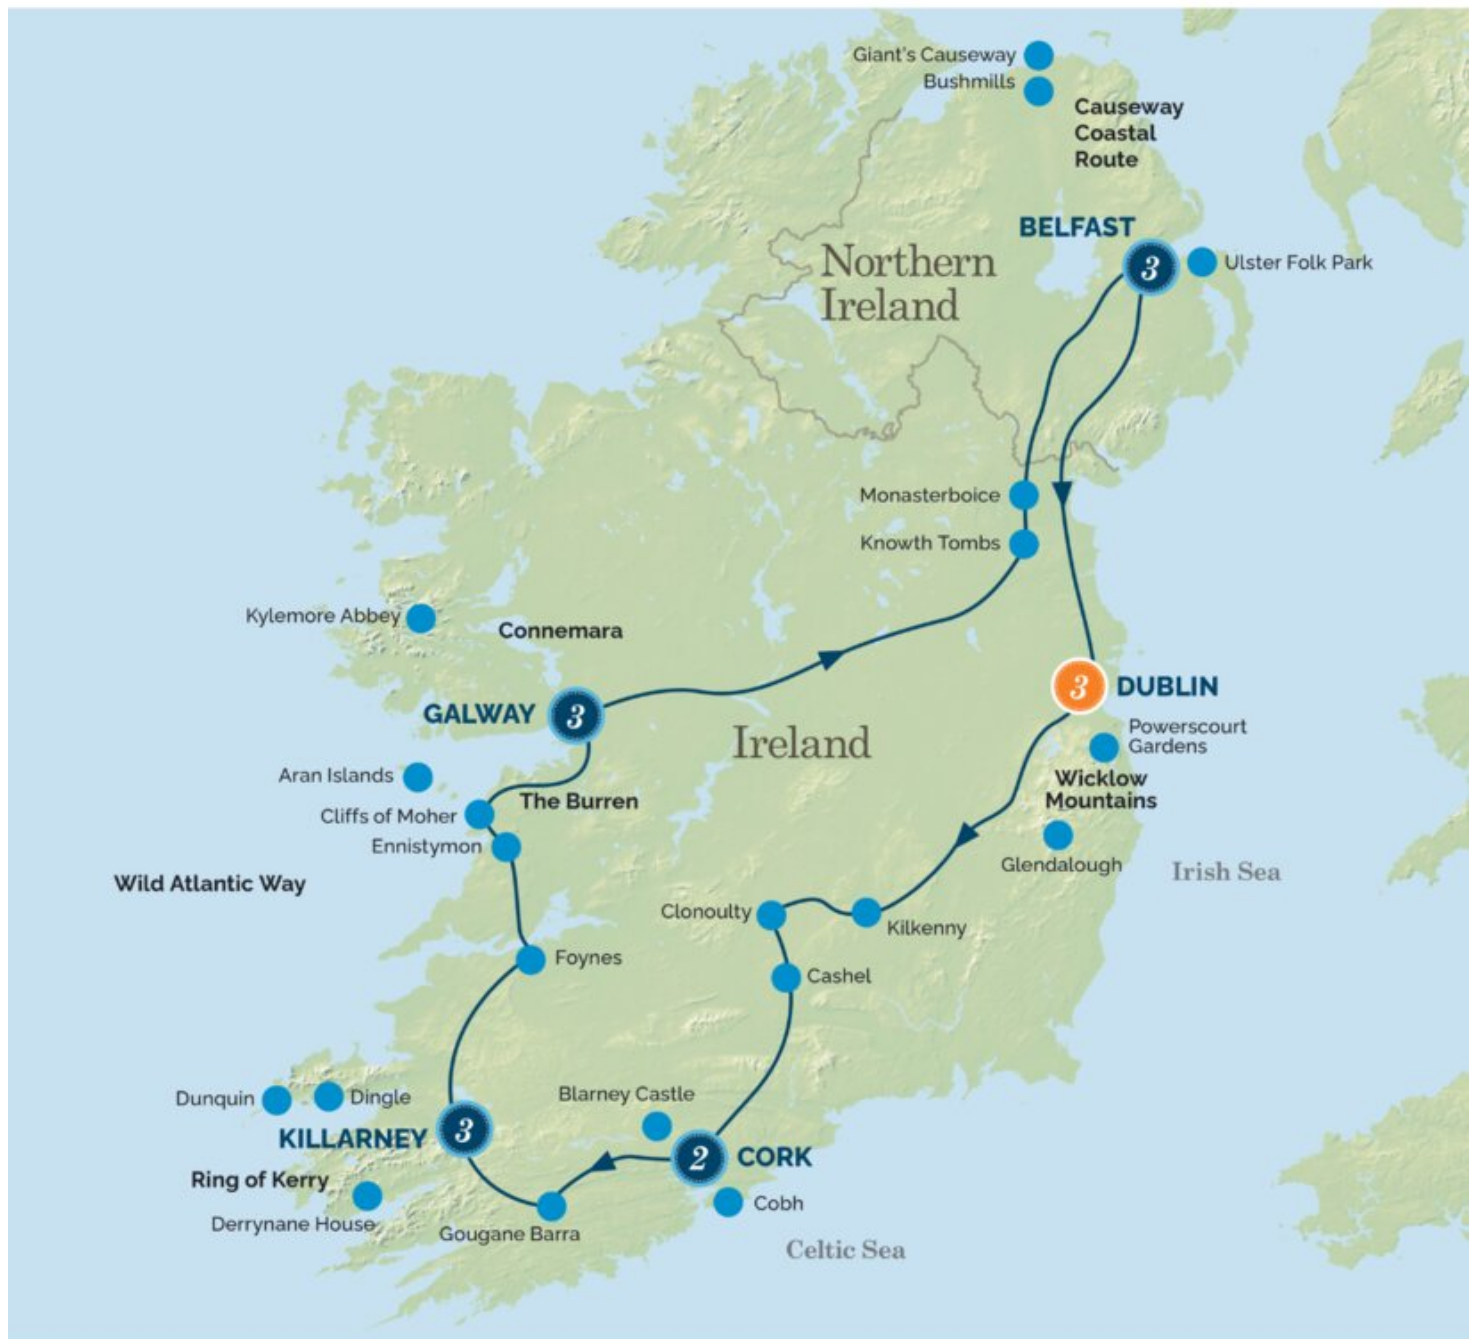 Giant's Causeway
Bushmills
Causeway
Coastal
Route
BELFAST
3
Ulster Folk Park
Northern
Ireland
Monasterboice
Knowth Tombs
Kylemore Abbey
Connemara
GALWAY
3
3
DUBLIN
Ireland
Powerscourt
Gardens
Wicklow
Mountains
Aran Islands
The Burren
Cliffs of Moher
Ennistymon
Glendalough
Irish Sea
Wild Atlantic Way
Clonoulty
Kilkenny
Foynes
Cashel
Dunquin
Dingle
Blarney Castle
KILLARNEY
3
2
CORK
Ring of Kerry
Derrynane House
Gougane Barra
Cobh
Celtic Sea